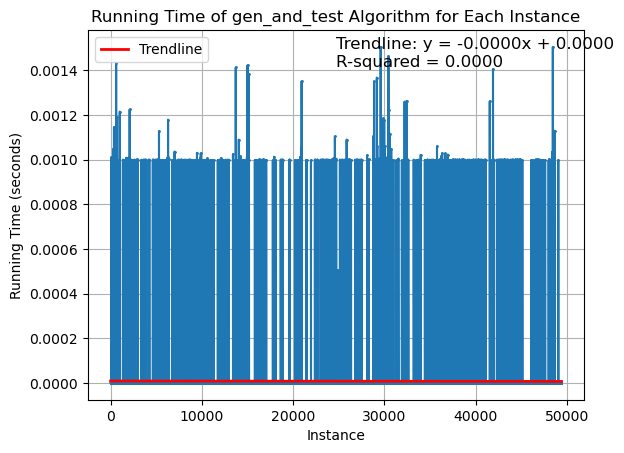 Running Time of gen_and_test Algorithm for Each Instance
Trendline
Trendline: y = -0.0000x + 0.0000
R-squared = 0.0000
Running Time (seconds)
0.0014
0.0012
0.0010
0.0008
0.0006
0.0004
0.0002
0.0000
0
10000
20000
30000
40000
50000
Instance